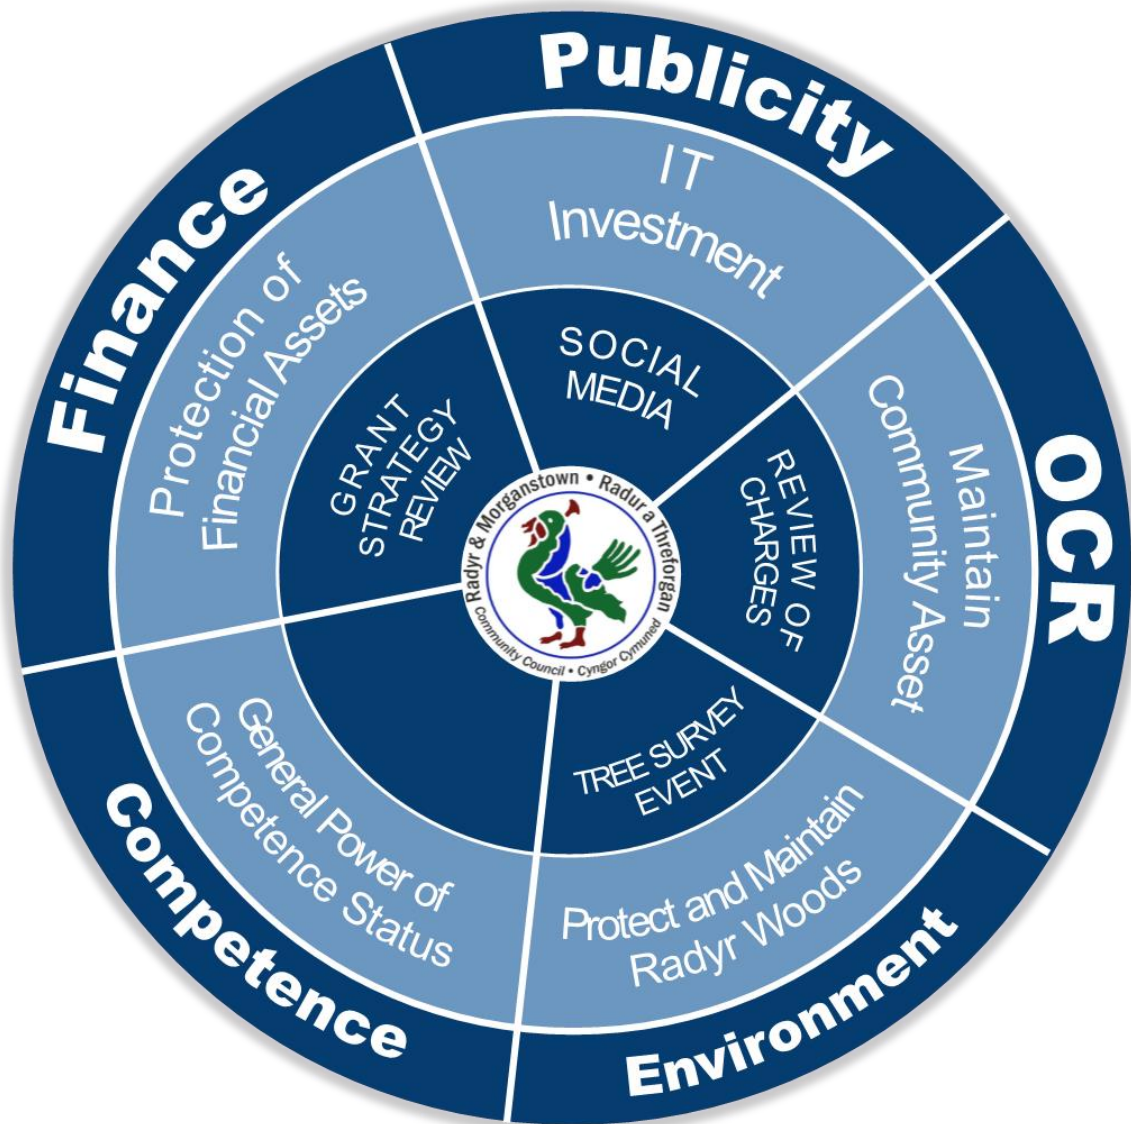 Publicity
IT
Investment
SOCIAL
MEDIA
OCR
Maintain
Community Asset
REVIEW OF
CHARGES
Environment
Protect and Maintain
Radyr Woods
TREE SURVEY
EVENT
Competence
General Power of
Competence Status
Finance
Protection of
Financial Assets
GRANT
STRATEGY
REVIEW
Radyr & Morganstown • Radur a Threforgan
Community Council • Cyngor Cymuned